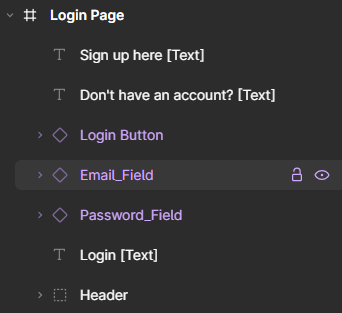 Login Page
Sign up here [Text]
Don't have an account? [Text]
Login Button
Email_Field
Password_Field
Login [Text]
Header